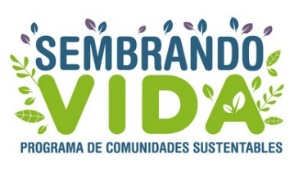 SEMBRANDO
VIDA
PROGRAMA DE COMUNIDADES SUSTENTABLES